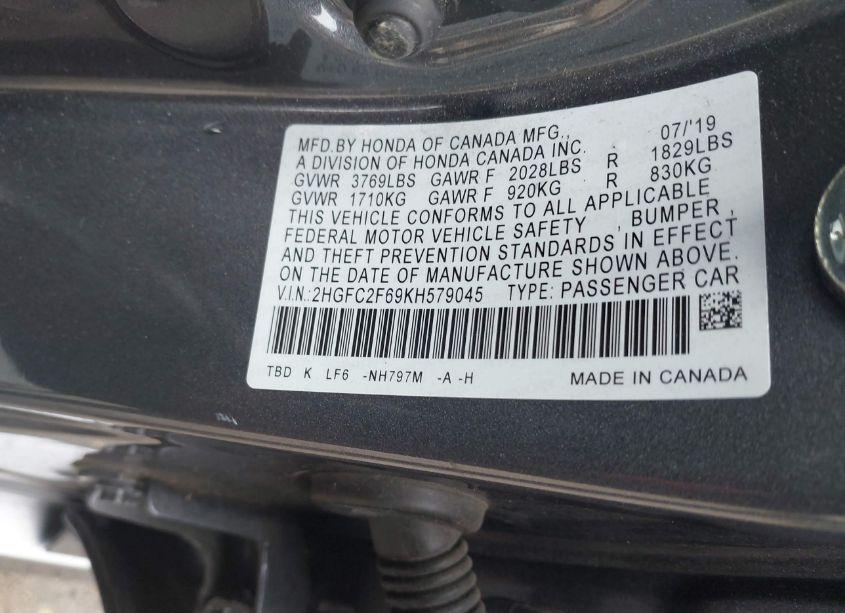 MFD.BY HONDA OF CANADA MFG., 07/'19
A DIVISION OF HONDA CANADA INC.
GVWR 3769LBS GAWR F 2028LBS R 1829LBS
GVWR 1710KG GAWR F 920KG R 830KG
THIS VEHICLE CONFORMS TO ALL APPLICABLE
FEDERAL MOTOR VEHICLE SAFETY , BUMPER ,
AND THEFT PREVENTION STANDARDS IN EFFECT
ON THE DATE OF MANUFACTURE SHOWN ABOVE.
V.I.N.:2HGFC2F69KH579045 TYPE: PASSENGER CAR
TBD K LF6 -NH797M -A -H MADE IN CANADA